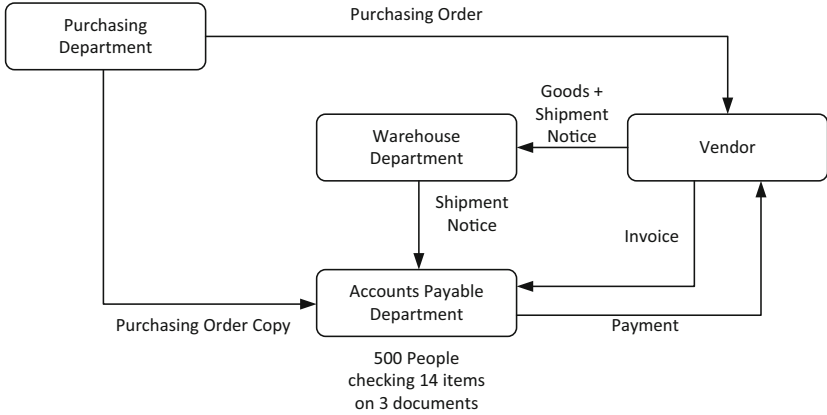 Purchasing Order
Purchasing
Department
Goods +
Shipment
Notice
Warehouse
Department
Vendor
Shipment
Notice
Invoice
Accounts Payable
Department
Purchasing Order Copy
Payment
500 People
checking 14 items
on 3 documents